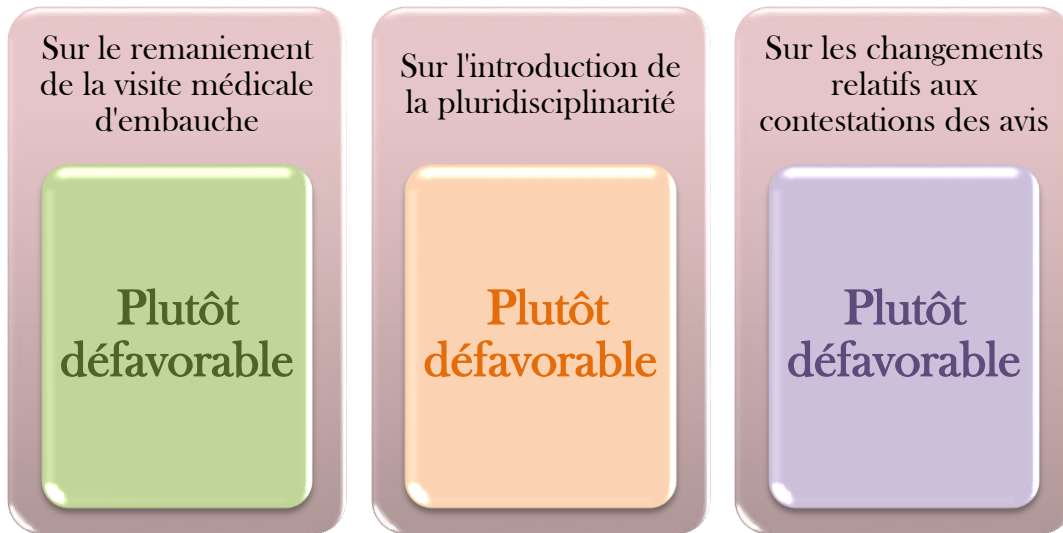 Sur le remaniement
de la visite médicale
d'embauche
Plutôt
défavorable
Sur l'introduction de
la pluridisciplinarité
Plutôt
défavorable
Sur les changements
relatifs aux
contestations des avis
Plutôt
défavorable